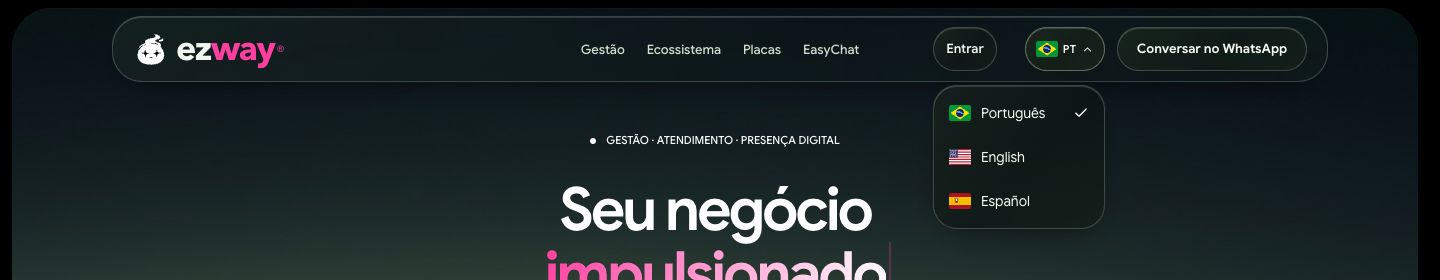 ezway®
Gestão Ecossistema Placas EasyChat Entrar PT Conversar no WhatsApp
Português
English
Español
GESTÃO · ATENDIMENTO · PRESENÇA DIGITAL
Seu negócio
impulsionado